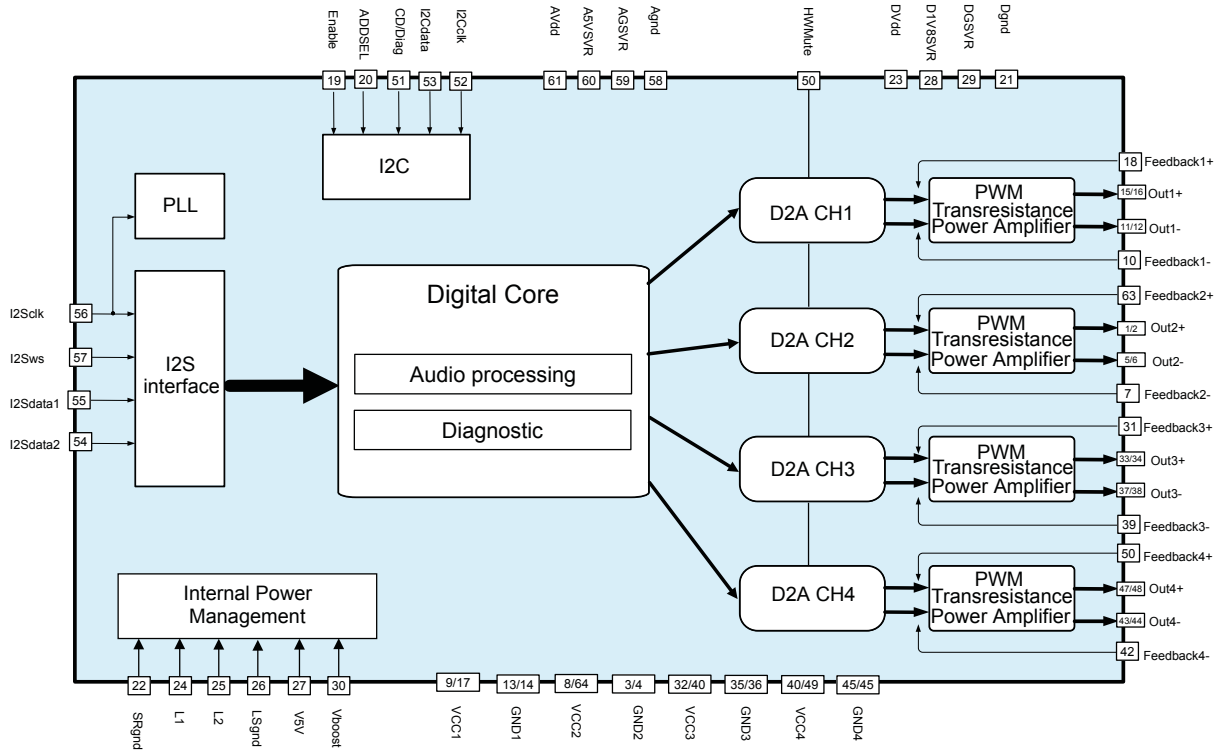 Enable
ADDSEL
CD/Diag
I2Cdata
I2Cclk
AVdd
A5VSVR
AGSVR
Agnd
HWMute
DVdd
D1V8SVR
DGSVR
Dgnd
19
20
51
53
52
61
60
59
58
50
23
28
29
21
I2C
PLL
I2Sclk
56
I2Sws
57
I2Sdata1
55
I2Sdata2
54
I2S
interface
Digital Core
Audio processing
Diagnostic
D2A CH1
D2A CH2
D2A CH3
D2A CH4
PWM
Transresistance
Power Amplifier
18
Feedback1+
15/16
Out1+
11/12
Out1-
10
Feedback1-
PWM
Transresistance
Power Amplifier
63
Feedback2+
1/2
Out2+
5/6
Out2-
7
Feedback2-
PWM
Transresistance
Power Amplifier
31
Feedback3+
33/34
Out3+
37/38
Out3-
39
Feedback3-
PWM
Transresistance
Power Amplifier
50
Feedback4+
47/48
Out4+
43/44
Out4-
42
Feedback4-
Internal Power
Management
22
24
25
26
27
30
SRgnd
L1
L2
LSgnd
V5V
Vboost
9/17
13/14
8/64
3/4
32/40
35/36
40/49
45/45
VCC1
GND1
VCC2
GND2
VCC3
GND3
VCC4
GND4